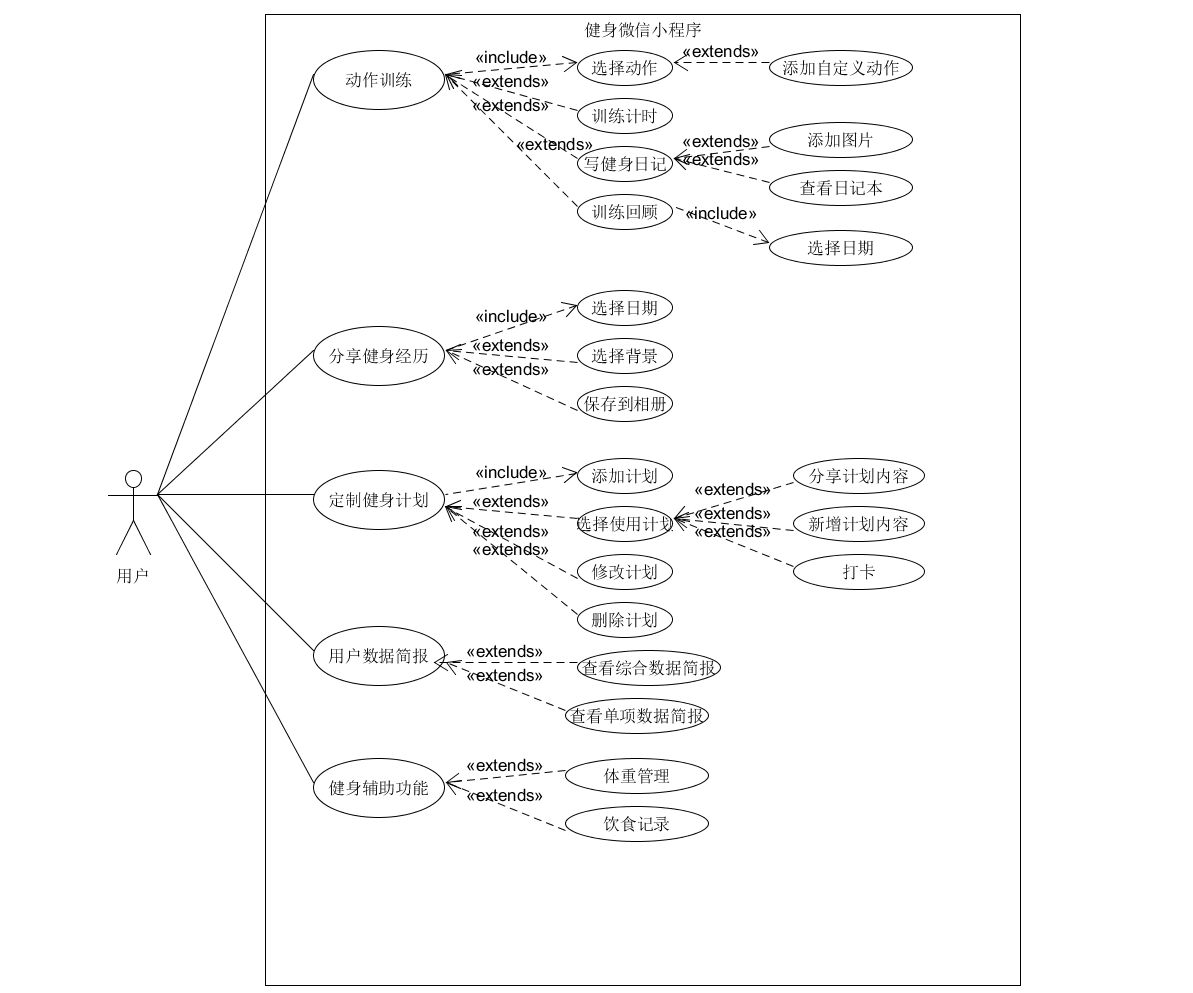 健身微信小程序
动作训练
«include»
选择动作
«extends»
添加自定义动作
«extends»
训练计时
«extends»
«extends»
写健身日记
«extends»
添加图片
«extends»
查看日记本
训练回顾
«include»
选择日期
分享健身经历
«include»
选择日期
«extends»
选择背景
«extends»
保存到相册
用户
定制健身计划
«include»
添加计划
«extends»
选择使用计划
«extends»
分享计划内容
«extends»
新增计划内容
«extends»
打卡
«extends»
修改计划
«extends»
删除计划
用户数据简报
«extends»
查看综合数据简报
«extends»
查看单项数据简报
健身辅助功能
«extends»
体重管理
«extends»
饮食记录